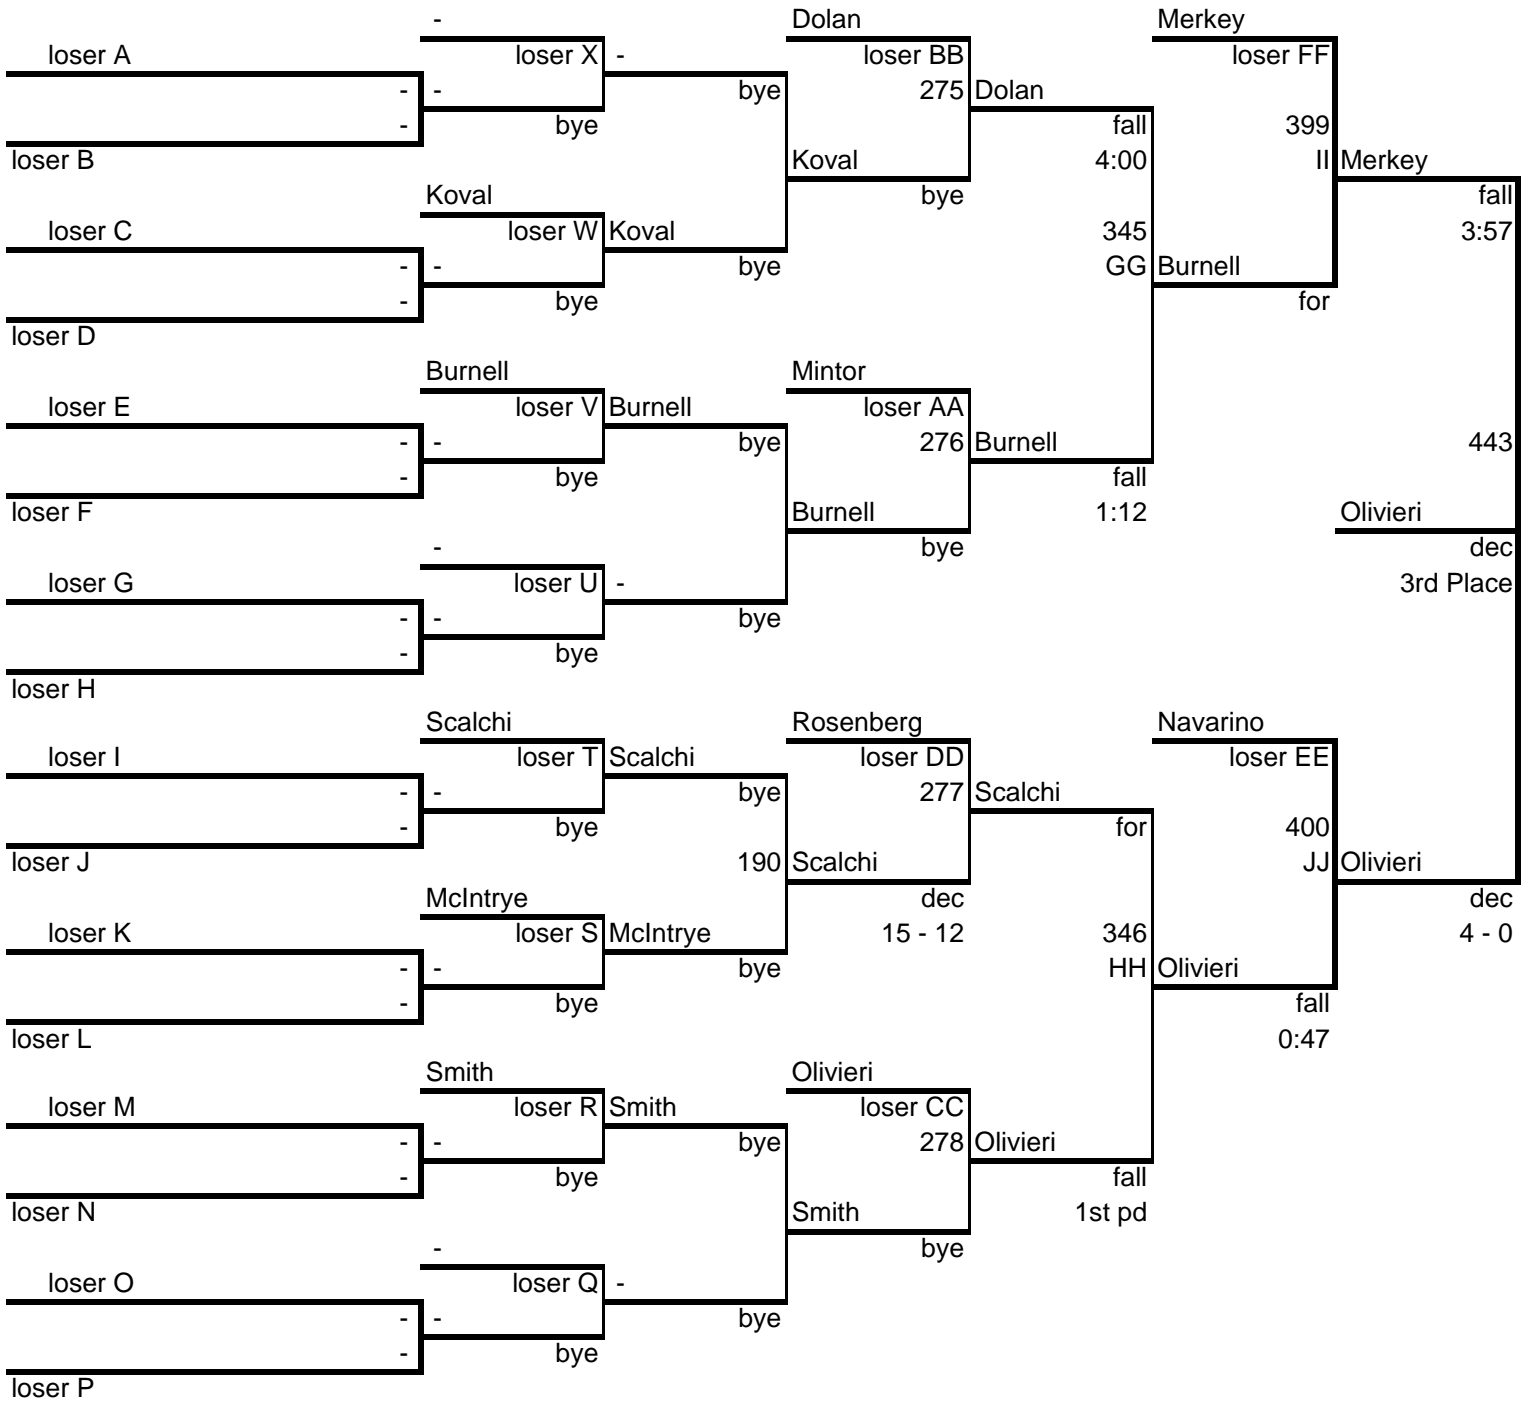 - Dolan Merkey
loser A loser X - loser BB loser FF
- - bye 275 Dolan
- bye fall 399
loser B Koval 4:00 II Merkey
Koval bye fall
loser C loser W Koval 345 3:57
- - bye GG Burnell
- bye for
loser D
Burnell Mintor
loser E loser V Burnell loser AA
- - bye 276 Burnell 443
- bye fall
loser F Burnell 1:12 Olivieri
- bye dec
loser G loser U - 3rd Place
- - bye
- bye
loser H
Scalchi Rosenberg Navarino
loser I loser T Scalchi loser DD loser EE
- - bye 277 Scalchi
- bye for 400
loser J 190 Scalchi JJ Olivieri
McIntrye dec dec
loser K loser S McIntrye 15 - 12 346 4 - 0
- - bye HH Olivieri
- bye fall
loser L 0:47
Smith Olivieri
loser M loser R Smith loser CC
- - bye 278 Olivieri
- bye fall
loser N Smith 1st pd
- bye
loser O loser Q -
- - bye
- bye
loser P